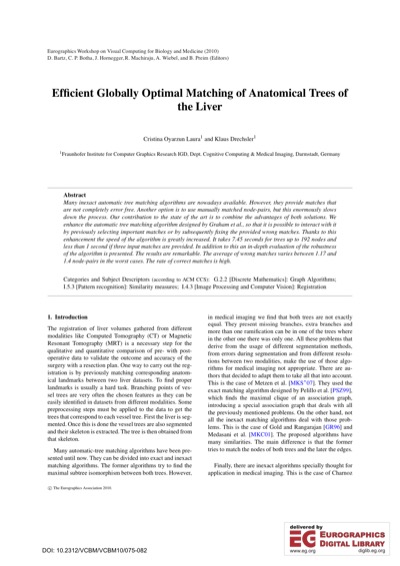 Eurographics Workshop on Visual Computing for Biology and Medicine (2010)
D. Bartz, C. P. Botha, J. Hornegger, R. Machiraju, A. Wiebel, and B. Preim (Editors)
Efficient Globally Optimal Matching of Anatomical Trees of
the Liver
Cristina Oyarzun Laura1 and Klaus Drechsler1
1Fraunhofer Institute for Computer Graphics Research IGD, Dept. Cognitive Computing & Medical Imaging, Darmstadt, Germany
Abstract
Many inexact automatic tree matching algorithms are nowadays available. However, they provide matches that
are not completely error free. Another option is to use manually matched node-pairs, but this enormously slows
down the process. Our contribution to the state of the art is to combine the advantages of both solutions. We
enhance the automatic tree matching algorithm designed by Graham et al., so that it is possible to interact with it
by previously selecting important matches or by subsequently fixing the provided wrong matches. Thanks to this
enhancement the speed of the algorithm is greatly increased. It takes 7.45 seconds for trees up to 192 nodes and
less than 1 second if three input matches are provided. In addition to this an in-depth evaluation of the robustness
of the algorithm is presented. The results are remarkable. The average of wrong matches varies between 1.17 and
1.4 node-pairs in the worst cases. The rate of correct matches is high.
Categories and Subject Descriptors (according to ACM CCS): G.2.2 [Discrete Mathematics]: Graph Algorithms;
I.5.3 [Pattern recognition]: Similarity measures; I.4.3 [Image Processing and Computer Vision]: Registration
1. Introduction
The registration of liver volumes gathered from different
modalities like Computed Tomography (CT) or Magnetic
Resonant Tomography (MRT) is a necessary step for the
qualitative and quantitative comparison of pre- with post-
operative data to validate the outcome and accuracy of the
surgery with a resection plan. One way to carry out the reg-
istration is by previously matching corresponding anatom-
ical landmarks between two liver datasets. To find proper
landmarks is usually a hard task. Branching points of ves-
sel trees are very often the chosen features as they can be
easily identified in datasets from different modalities. Some
preprocessing steps must be applied to the data to get the
trees that correspond to each vessel tree. First the liver is seg-
mented. Once this is done the vessel trees are also segmented
and their skeleton is extracted. The tree is then obtained from
that skeleton.
Many automatic-tree matching algorithms have been pre-
sented until now. They can be divided into exact and inexact
matching algorithms. The former algorithms try to find the
maximal subtree isomorphism between both trees. However,
© The Eurographics Association 2010.
in medical imaging we find that both trees are not exactly
equal. They present missing branches, extra branches and
more than one ramification can be in one of the trees where
in the other one there was only one. All these problems that
derive from the usage of different segmentation methods,
from errors during segmentation and from different resolu-
tions between two modalities, make the use of those algo-
rithms for medical imaging not appropriate. There are au-
thors that decided to adapt them to take all that into account.
This is the case of Metzen et al. [MKS*07]. They used the
exact matching algorithm designed by Pelillo et al. [PSZ99],
which finds the maximal clique of an association graph,
introducing a special association graph that deals with all
the previously mentioned problems. On the other hand, not
all the inexact matching algorithms deal with those prob-
lems. This is the case of Gold and Rangarajan [GR96] and
Medasani et al. [MKC01]. The proposed algorithms have
many similarities. The main difference is that the former
tries to match the nodes of both trees and the later the edges.
Finally, there are inexact algorithms specially thought for
application in medical imaging. This is the case of Charnoz
DOI: 10.2312/VCBM/VCBM10/075-082
delivered by
EG EUROGRAPHICS
DIGITAL LIBRARY
www.eg.org diglib.eg.org